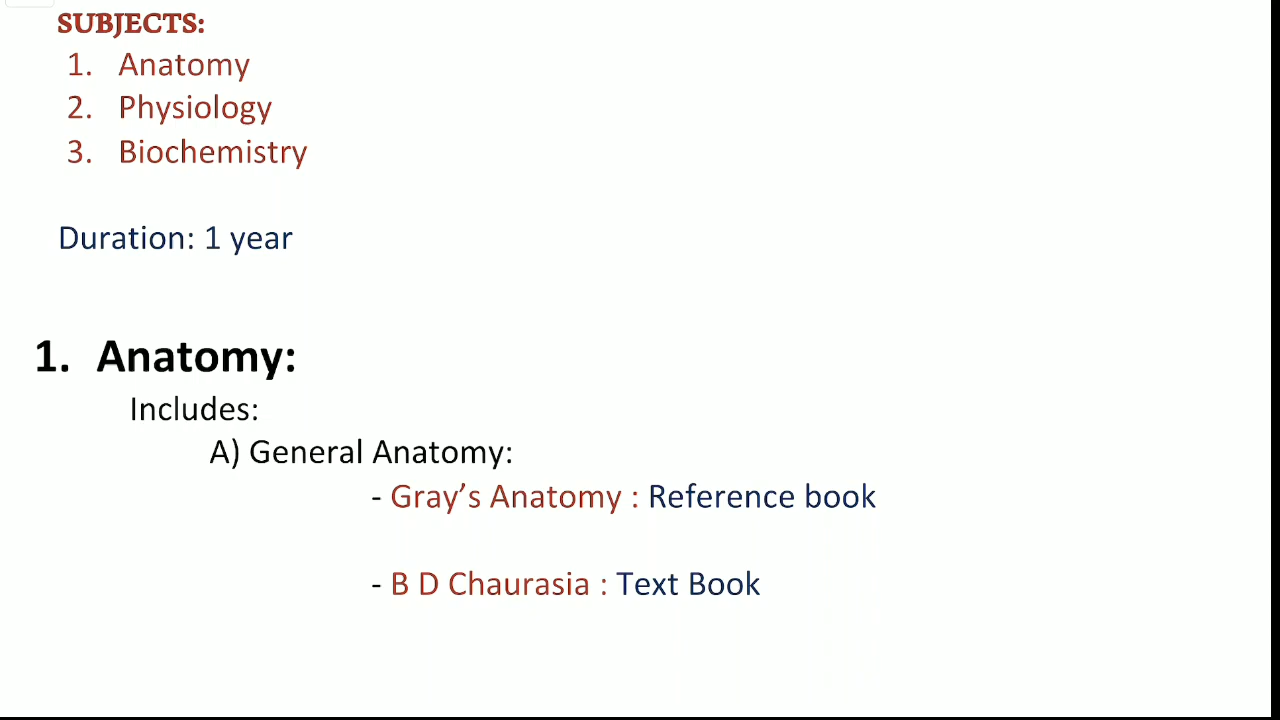 SUBJECTS:
1. Anatomy
2. Physiology
3. Biochemistry
Duration: 1 year
1. Anatomy:
Includes:
A) General Anatomy:
- Gray’s Anatomy : Reference book
- B D Chaurasia : Text Book